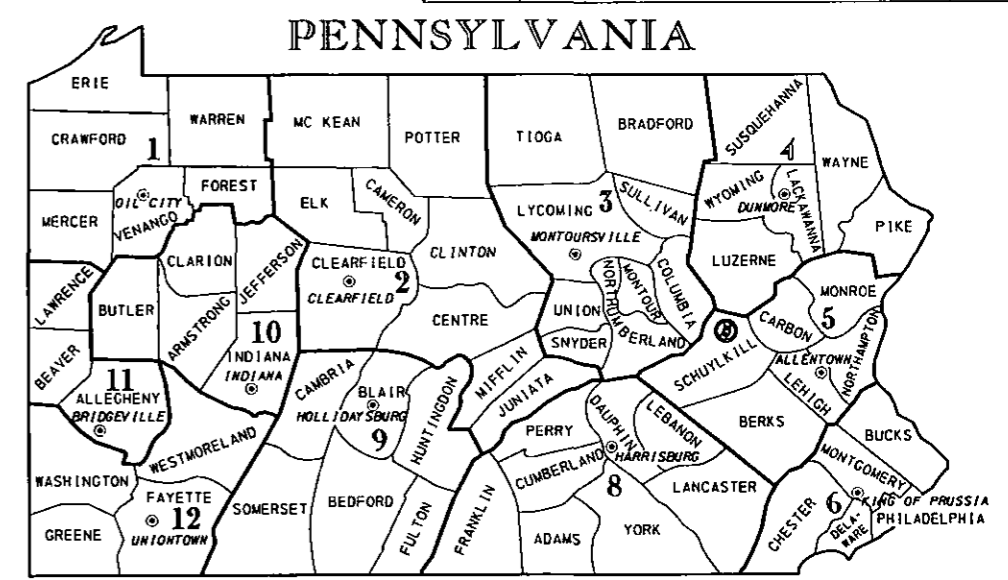 PENNSYLVANIA
ERIE
CRAWFORD
1
WARREN
MC KEAN
POTTER
TIOGA
BRADFORD
SUSQUEHANNA
4
WAYNE
MERCER
OIL CITY
VENANGO
FOREST
ELK
CAMERON
LYCOMING
3
SULLIVAN
MONTOURSVILLE
WYOMING
DUNMORE
LACKAWANNA
PIKE
LAWRENCE
BUTLER
CLARION
JEFFERSON
CLEARFIELD
2
CLEARFIELD
CLINTON
CENTRE
UNION
SNYDER
NORTHUMBERLAND
MONTOUR
COLUMBIA
LUZERNE
MONROE
5
CARBON
BEAVER
ARMSTRONG
10
INDIANA
INDIANA
11
ALLEGHENY
BRIDGEVILLE
CAMBRIA
BLAIR
HOLLIDAYSBURG
9
HUNTINGDON
MIFFLIN
JUNIATA
SCHUYLKILL
ALLENTOWN
LEHIGH
NORTHAMPTON
BERKS
BUCKS
WASHINGTON
WESTMORELAND
FAYETTE
12
UNIONTOWN
GREENE
SOMERSET
BEDFORD
FULTON
FRANKLIN
PERRY
CUMBERLAND
DAUPHIN
HARRISBURG
8
LEBANON
LANCASTER
ADAMS
YORK
MONTGOMERY
KING OF PRUSSIA
PHILADELPHIA
CHESTER
6
DELA-
WARE